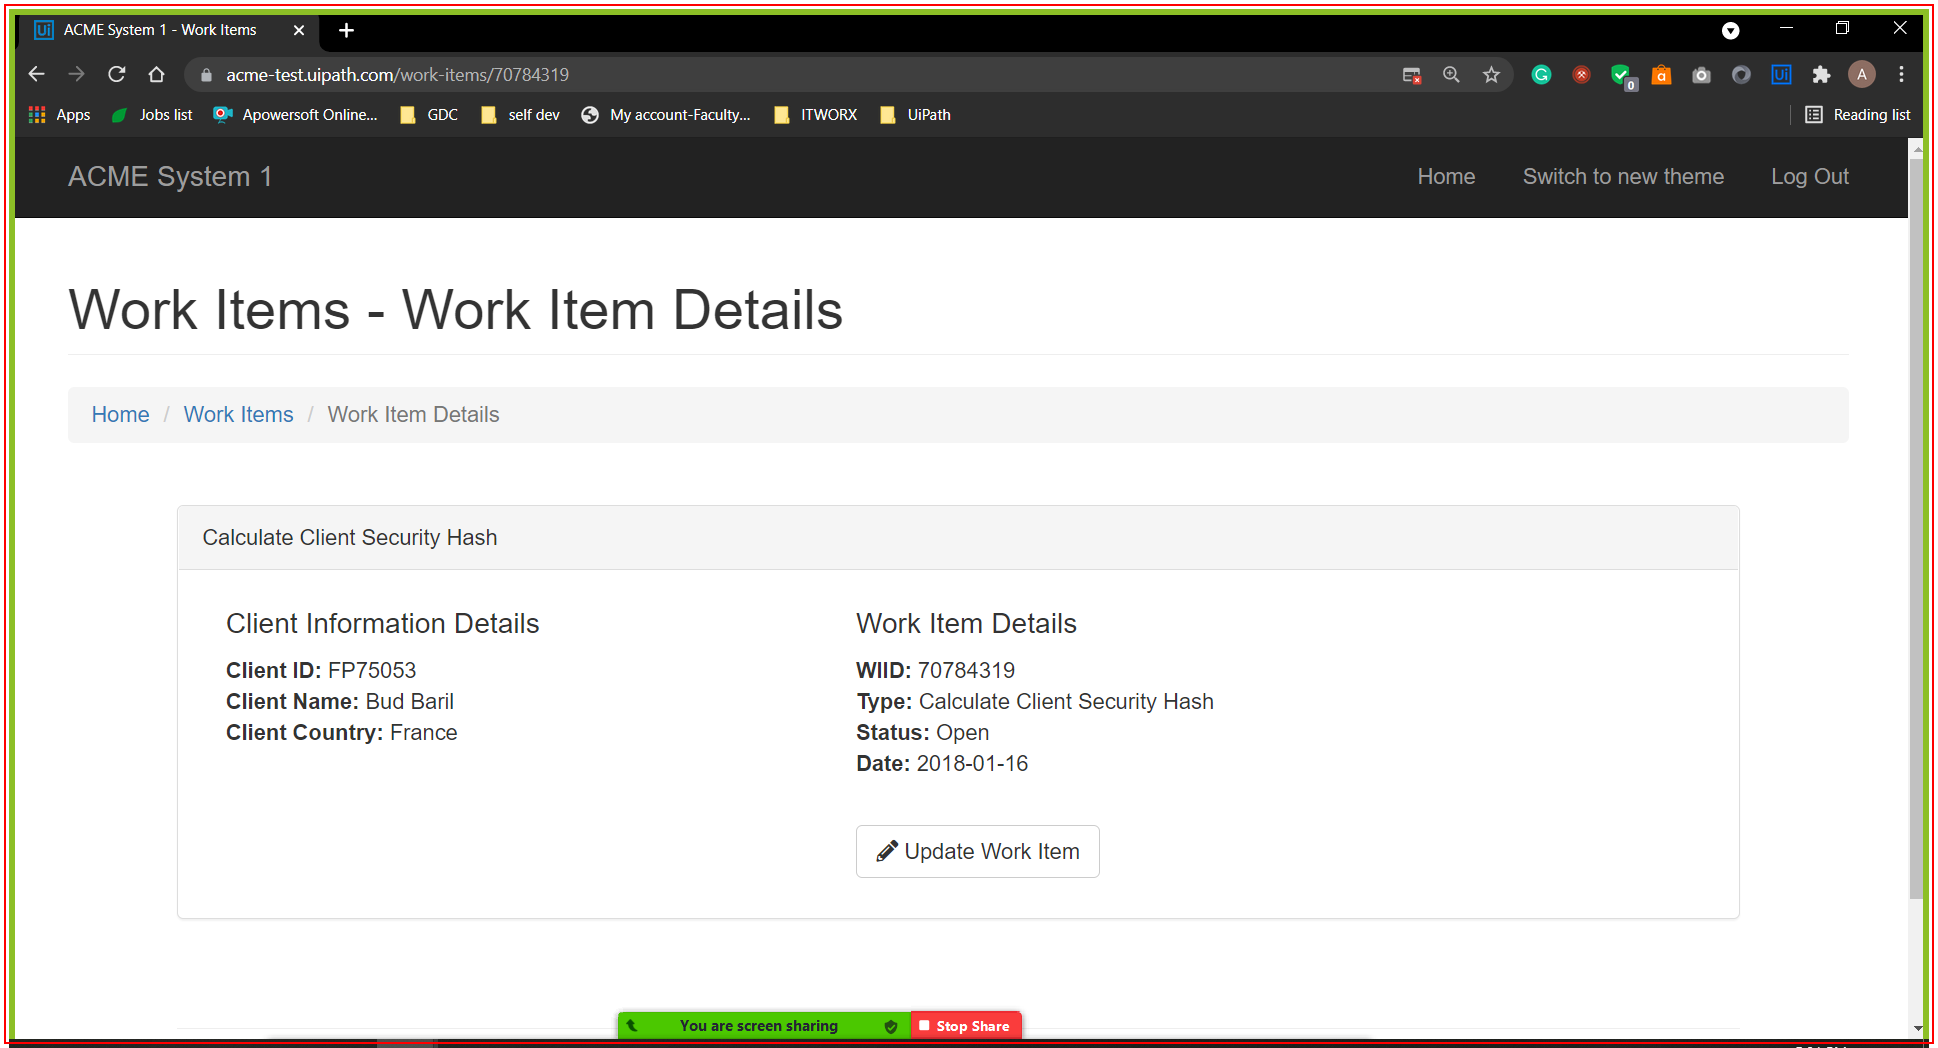 Ui ACME System 1 - Work Items
acme-test.uipath.com/work-items/70784319
0 a Ui A
Apps Jobs list Apowersoft Online... GDC self dev My account-Faculty... ITWORX UiPath Reading list
ACME System 1 Home Switch to new theme Log Out
Work Items - Work Item Details
Home / Work Items / Work Item Details
Calculate Client Security Hash
Client Information Details
Client ID: FP75053
Client Name: Bud Baril
Client Country: France
Work Item Details
WIID: 70784319
Type: Calculate Client Security Hash
Status: Open
Date: 2018-01-16
Update Work Item
You are screen sharing Stop Share